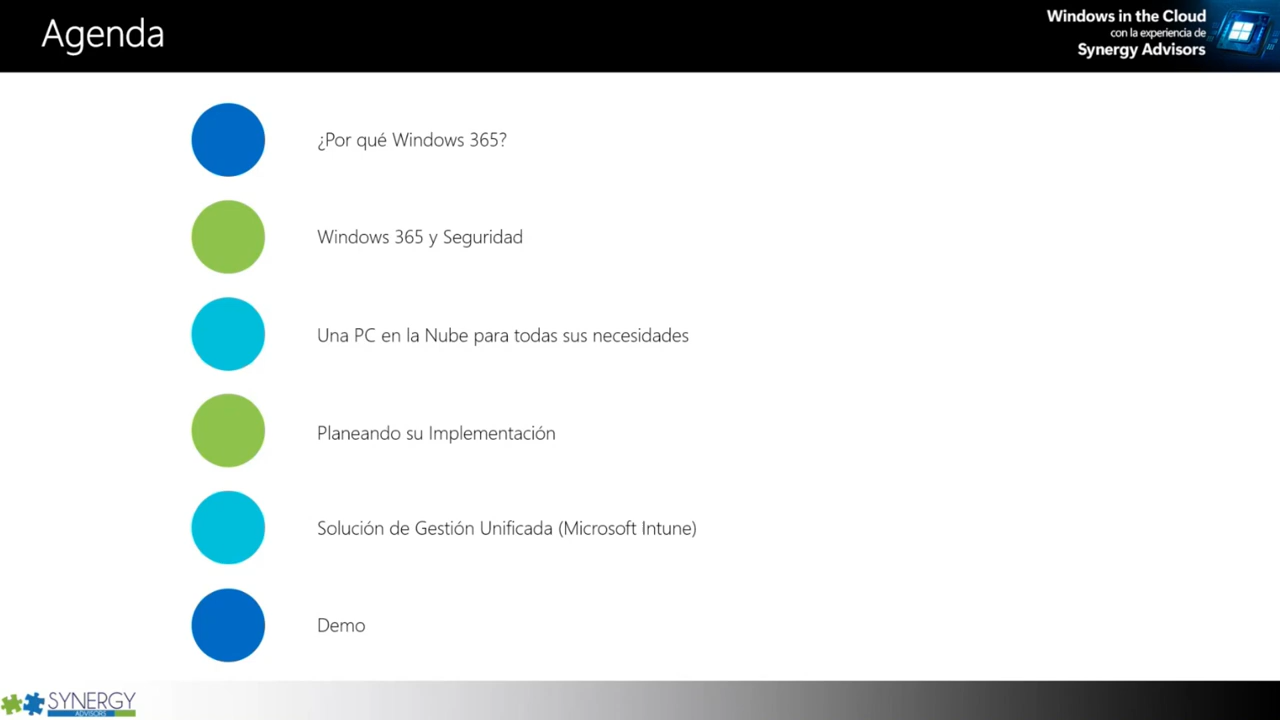 Agenda
Windows in the Cloud
con la experiencia de
Synergy Advisors
¿Por qué Windows 365?
Windows 365 y Seguridad
Una PC en la Nube para todas sus necesidades
Planeando su Implementación
Solución de Gestión Unificada (Microsoft Intune)
Demo
SYNERGY
ADVISORS